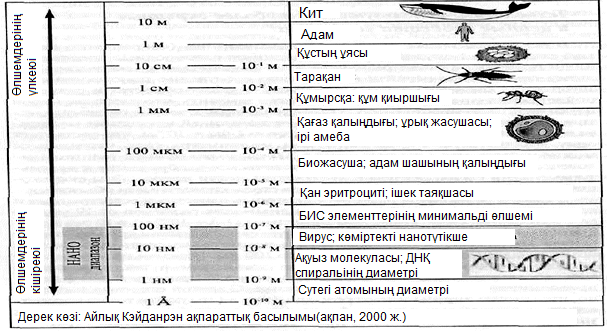 Өлшемдерінің үлкеюі
Өлшемдерінің кішіреюі
НАНО диапазон
10 м
1 м
10 см 10⁻¹ м
1 см 10⁻² м
1 мм 10⁻³ м
100 мкм 10⁻⁴ м
10 мкм 10⁻⁵ м
1 мкм 10⁻⁶ м
100 нм 10⁻⁷ м
10 нм 10⁻⁸ м
1 нм 10⁻⁹ м
1 Å 10⁻¹⁰ м
Кит
Адам
Құстың ұясы
Тарақан
Құмырсқа: құм қиыршығы
Қағаз қалыңдығы; ұрық жасушасы;
ірі амеба
Биожасуша; адам шашының қалыңдығы
Қан эритроциті; ішек таяқшасы
БИС элементтерінің минимальді өлшемі
Вирус; көміртекті нанотүтікше
Ақуыз молекуласы; ДНҚ
спиралінің диаметрі
Сутегі атомының диаметрі
Дерек көзі: Айлық Кэйданрэн ақпараттық басылымы(ақпан, 2000 ж.)